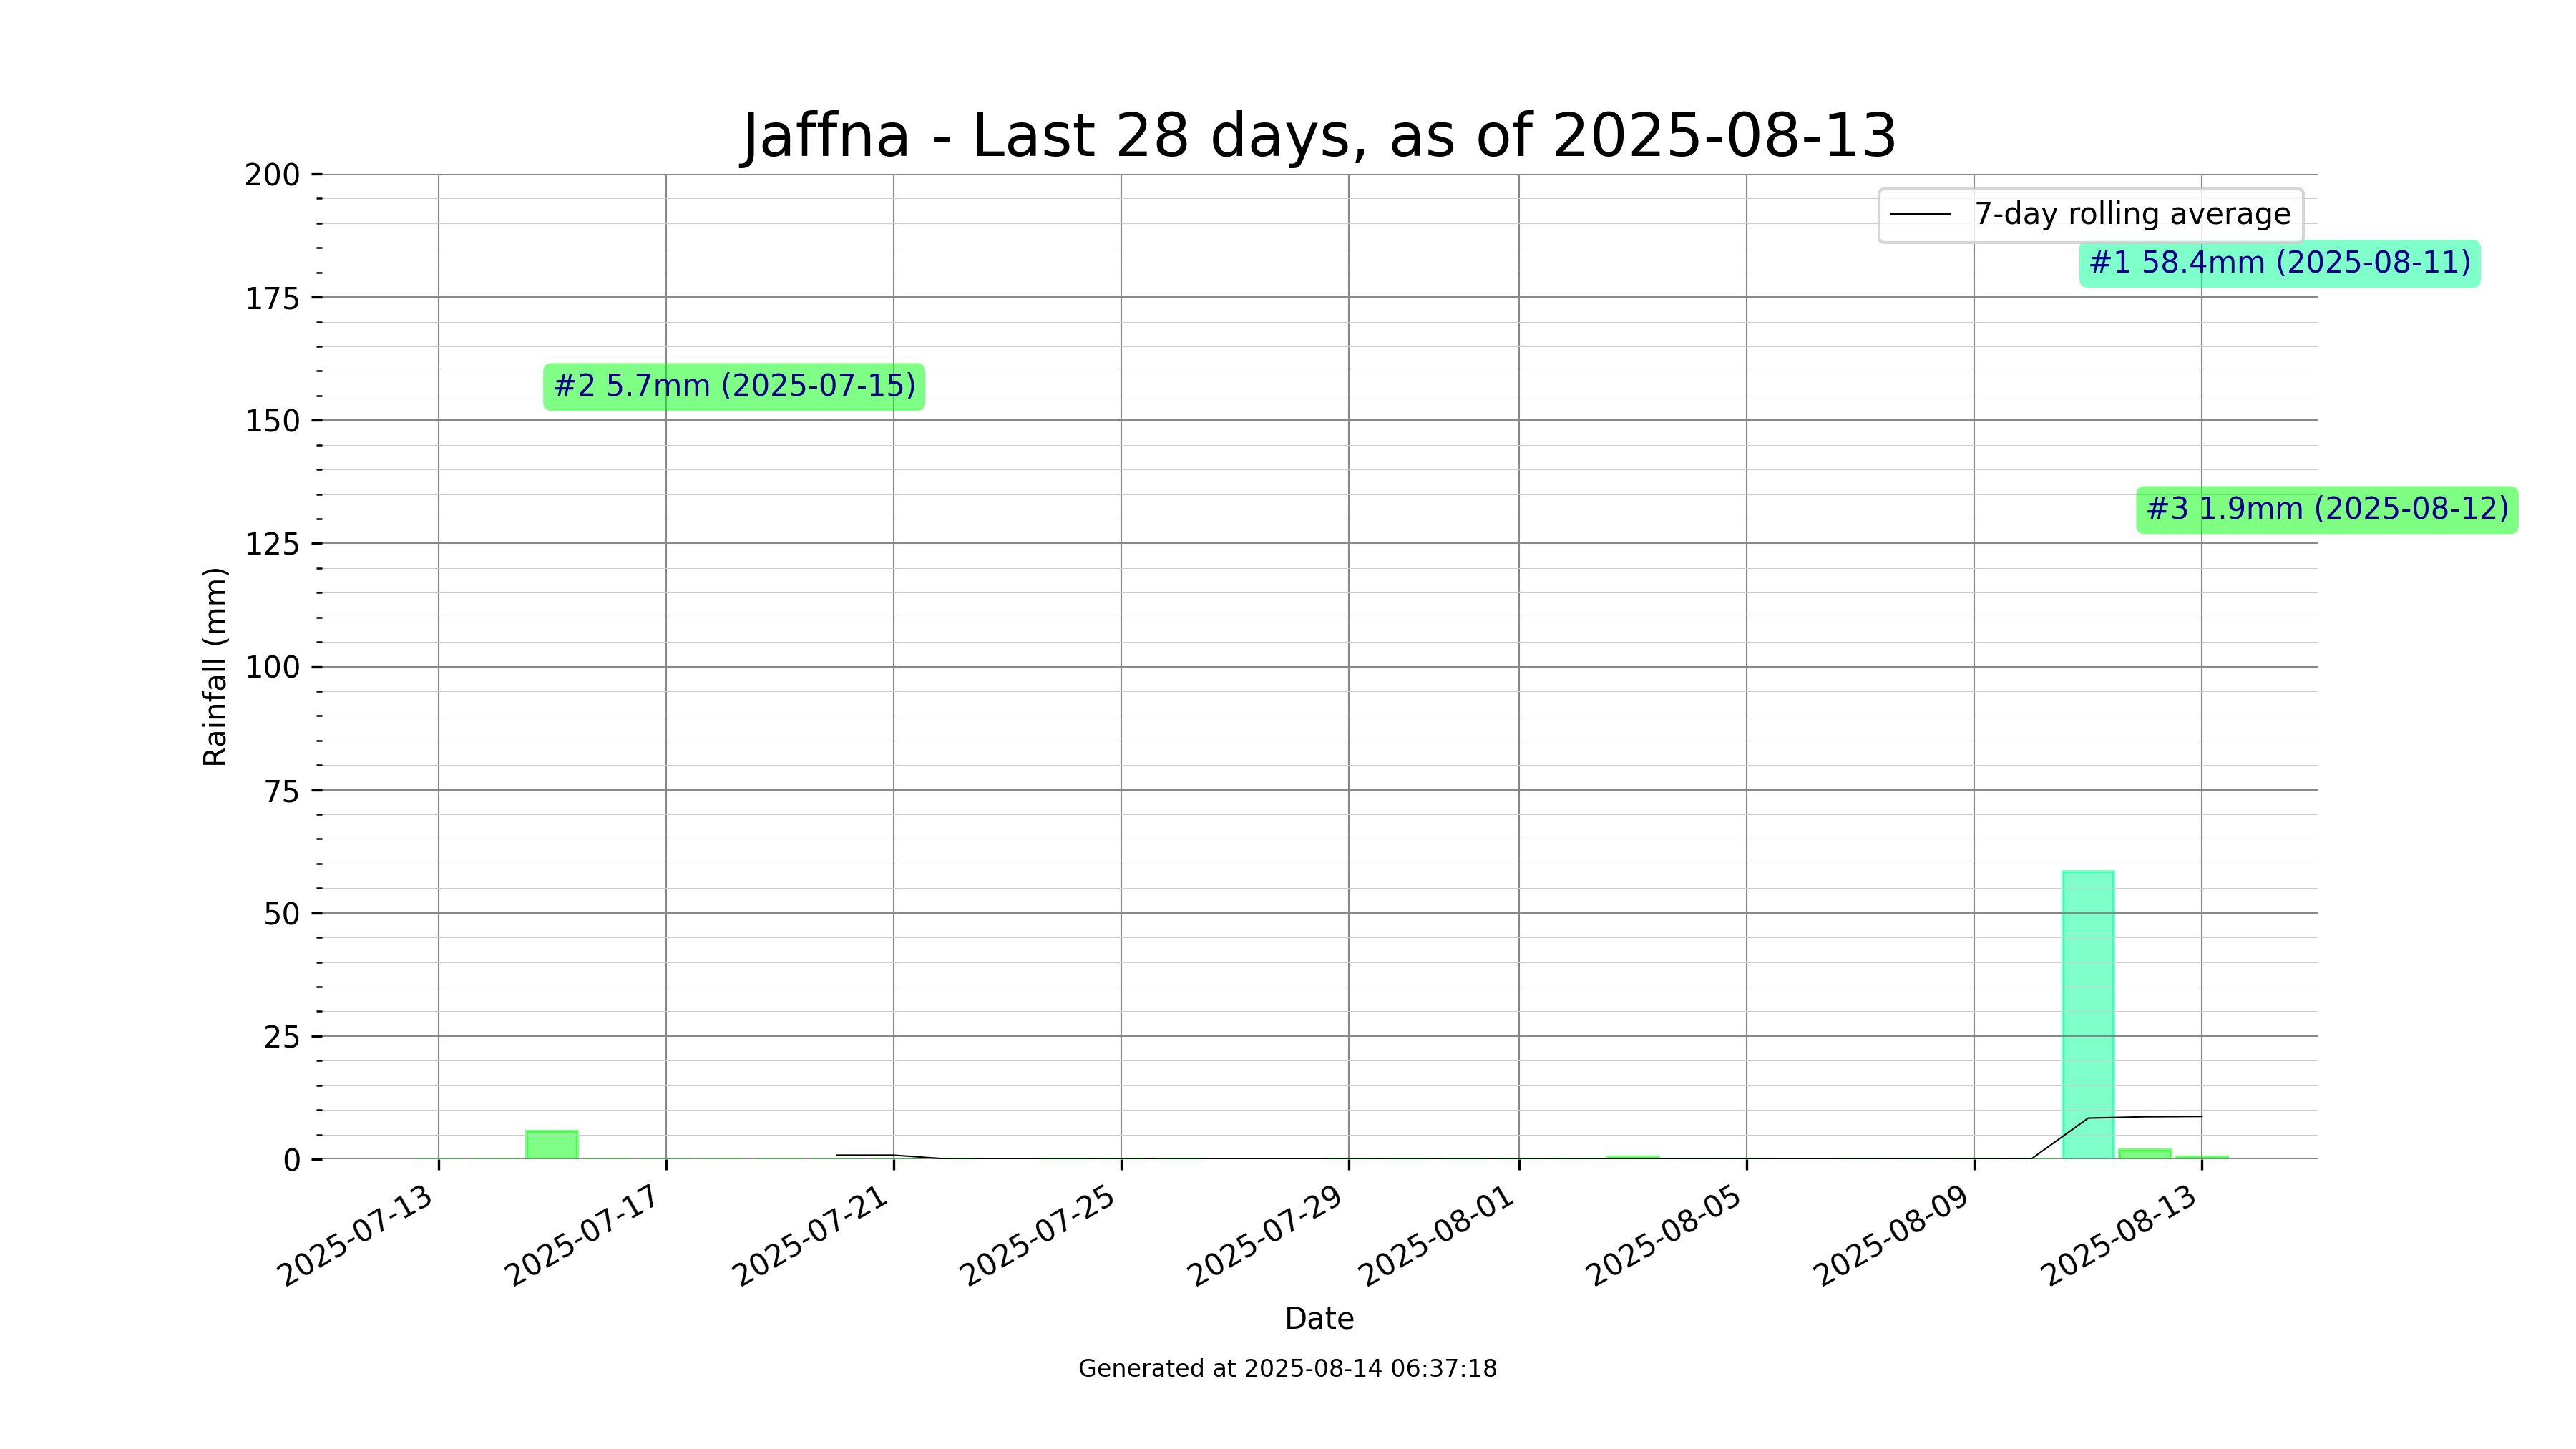 Jaffna - Last 28 days, as of 2025-08-13
7-day rolling average
#1 58.4mm (2025-08-11)
#2 5.7mm (2025-07-15)
#3 1.9mm (2025-08-12)
Rainfall (mm)
200
175
150
125
100
75
50
25
0
2025-07-13
2025-07-17
2025-07-21
2025-07-25
2025-07-29
2025-08-01
2025-08-05
2025-08-09
2025-08-13
Date
Generated at 2025-08-14 06:37:18